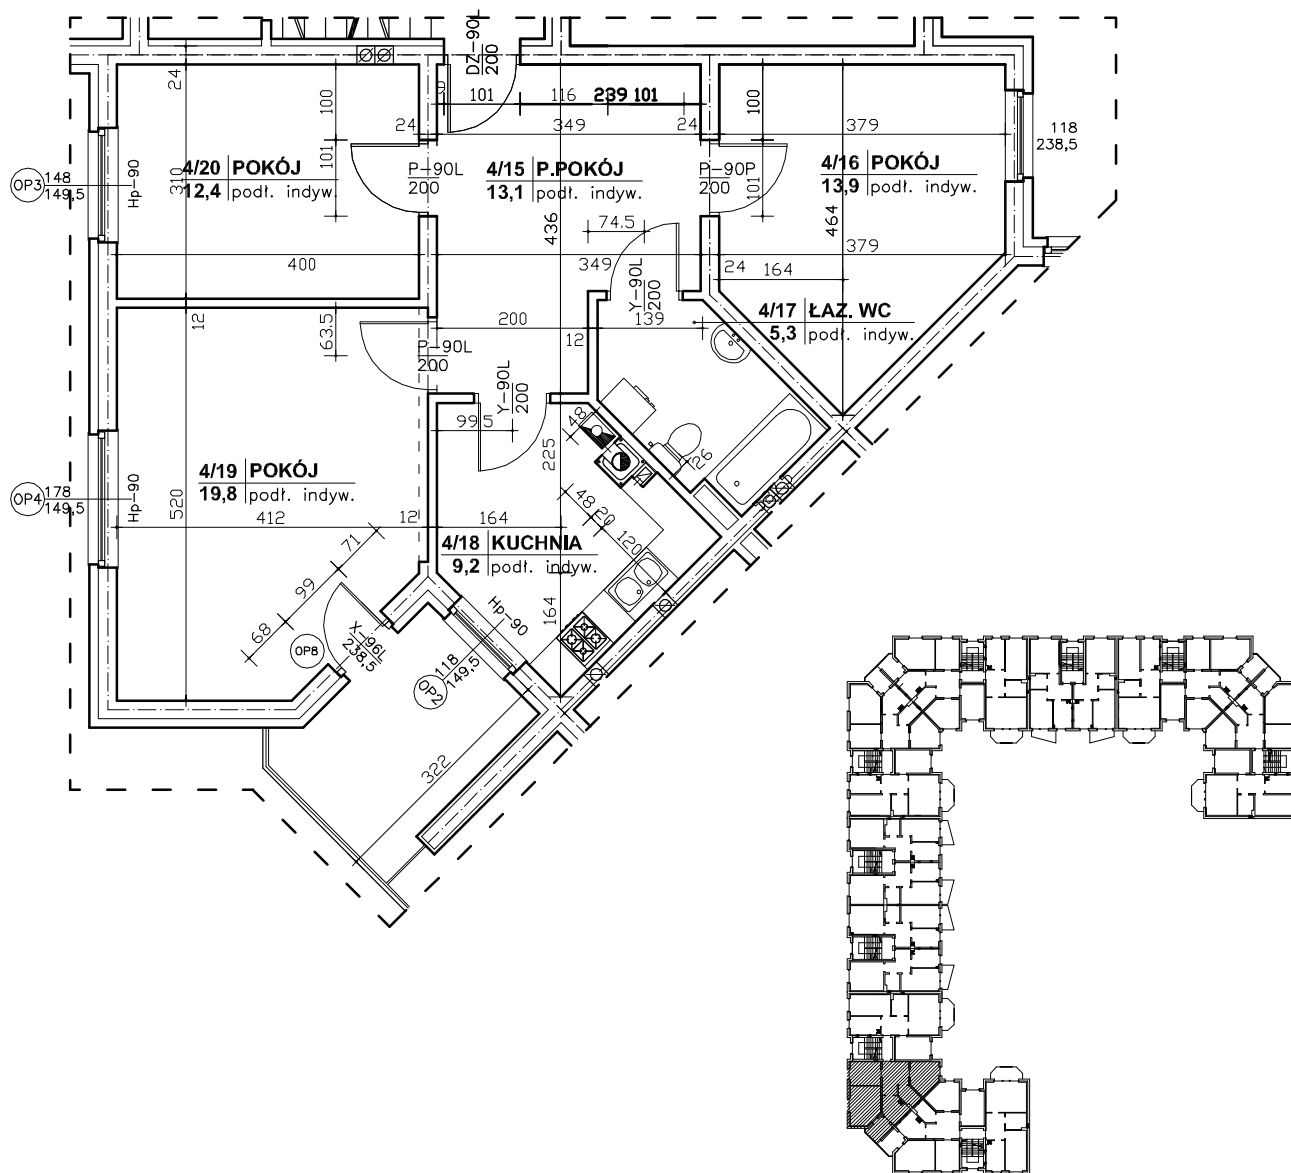 DZ-90L
200
24
100
9
101
116
239 101
100
118
238,5
24
349
24
379
101
OP3
148
149,5
Hp-90
310
4/20 POKÓJ
12,4 podł. indyw.
P-90L
200
4/15 P.POKÓJ
13,1 podł. indyw.
P-90P
200
101
4/16 POKÓJ
13,9 podł. indyw.
74.5
436
464
400
349
379
24
164
Y-90L
200
12
63.5
200
12
139
4/17 ŁAZ. WC
5,3 podł. indyw.
P-90L
200
Y-90L
200
99,5
48
225
26
OP4
178
149,5
Hp-90
4/19 POKÓJ
19,8 podł. indyw.
520
412
12
164
48
20
120
71
4/18 KUCHNIA
9,2 podł. indyw.
99
68
164
Hp-90
OP8
X-96L
238,5
OP2
118
149,5
322